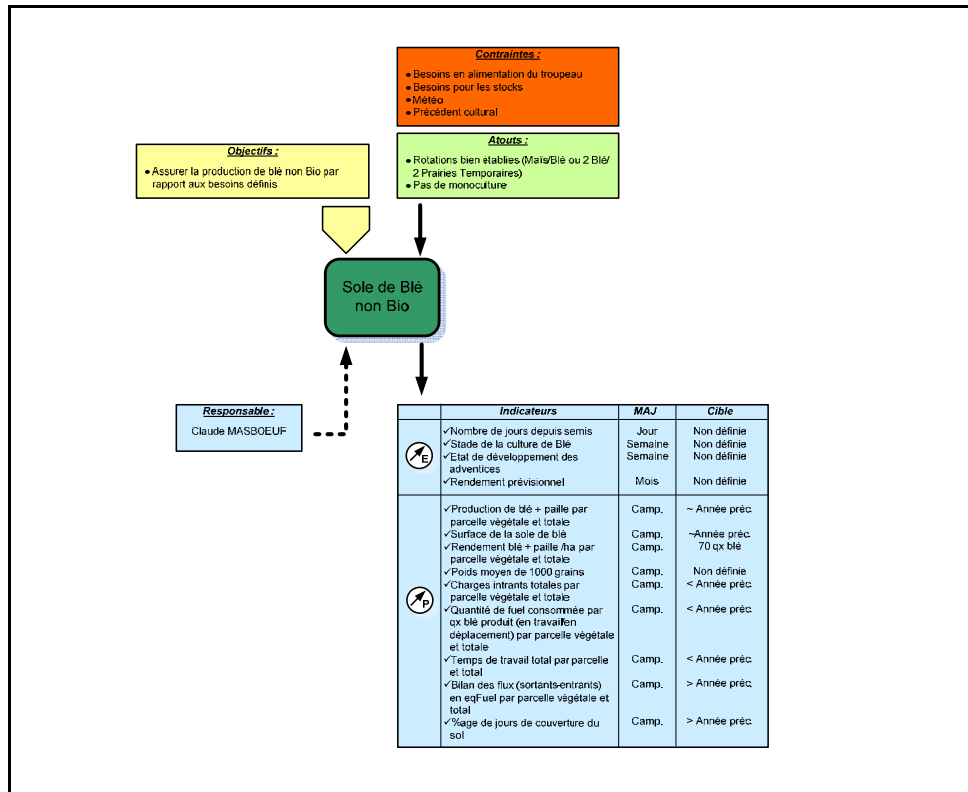 Contraintes :
● Besoins en alimentation du troupeau
● Besoins pour les stocks
● Météo
● Précédent cultural
Objectifs :
● Assurer la production de blé non Bio par
rapport aux besoins définis
Atouts :
● Rotations bien établies (Maïs/Blé ou 2 Blé/
2 Prairies Temporaires)
● Pas de monoculture
Sole de Blé
non Bio
Responsable :
Claude MASBOEUF
Indicateurs MAJ Cible
E
✓Nombre de jours depuis semis Jour Non définie
✓Stade de la culture de Blé Semaine Non définie
✓Etat de développement des Semaine Non définie
adventices
✓Rendement prévisionnel Mois Non définie
P
✓Production de blé + paille par Camp. ~ Année préc.
parcelle végétale et totale
✓Surface de la sole de blé Camp. ~Année préc.
✓Rendement blé + paille /ha par Camp. 70 qx blé
parcelle végétale et totale
✓Poids moyen de 1000 grains Camp. Non définie
✓Charges intrants totales par Camp. < Année préc.
parcelle végétale et totale
✓Quantité de fuel consommée par Camp. < Année préc.
qx blé produit (en travail/en
déplacement) par parcelle végétale
et totale
✓Temps de travail total par parcelle Camp. < Année préc.
et total
✓Bilan des flux (sortants-entrants) Camp. > Année préc.
en eqFuel par parcelle végétale et
total
✓%age de jours de couverture du Camp. > Année préc.
sol